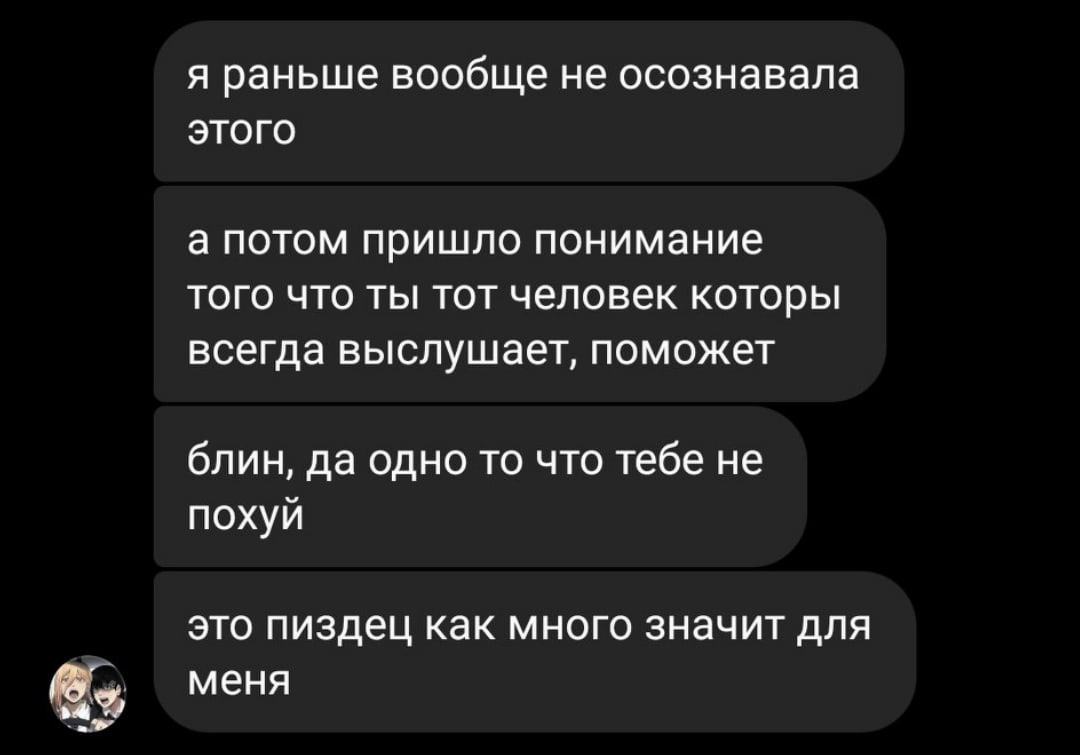 я раньше вообще не осознавала
этого
а потом пришло понимание
того что ты тот человек которы
всегда выслушает, поможет
блин, да одно то что тебе не
похуй
это пиздец как много значит для
меня